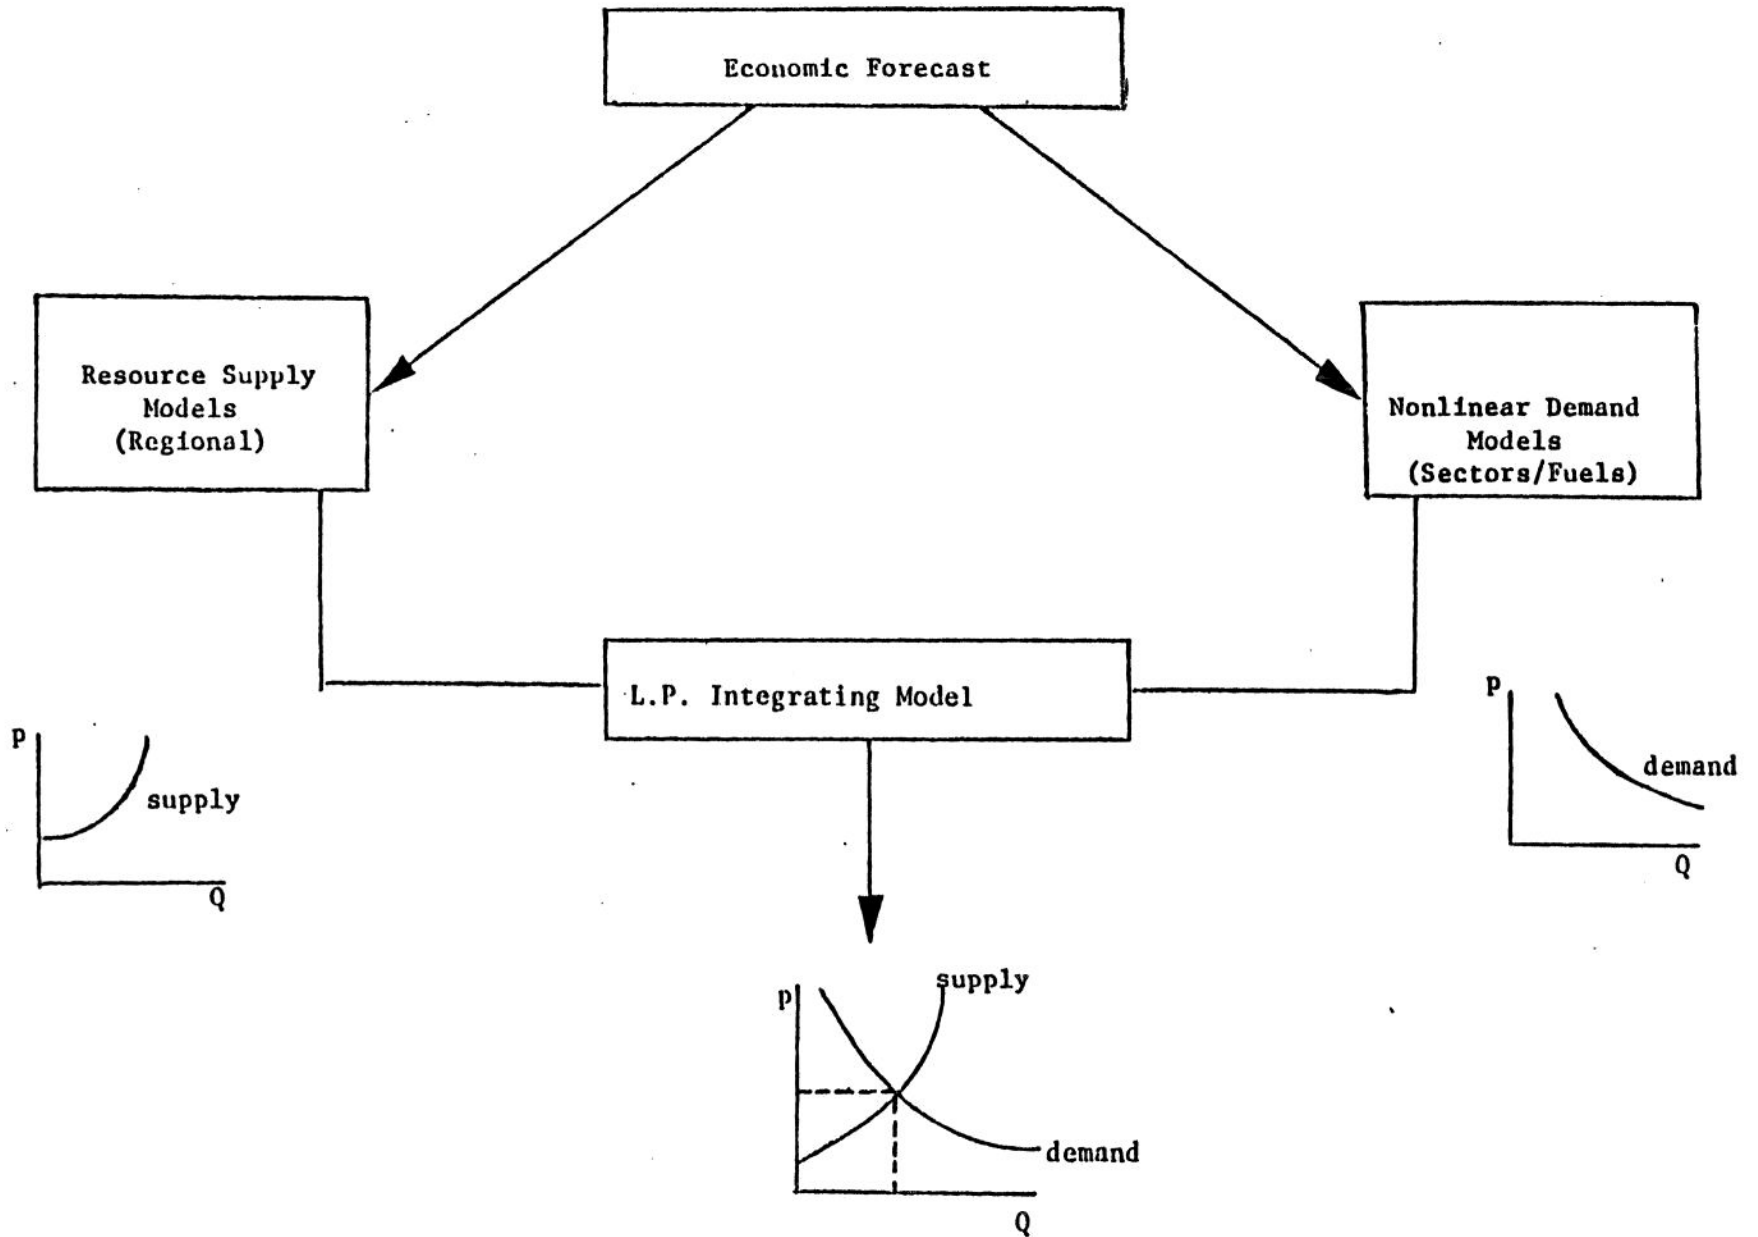 Economic Forecast
Resource Supply
Models
(Regional)
Nonlinear Demand
Models
(Sectors/Fuels)
L.P. Integrating Model
p
supply
Q
p
demand
Q
p
supply
demand
Q